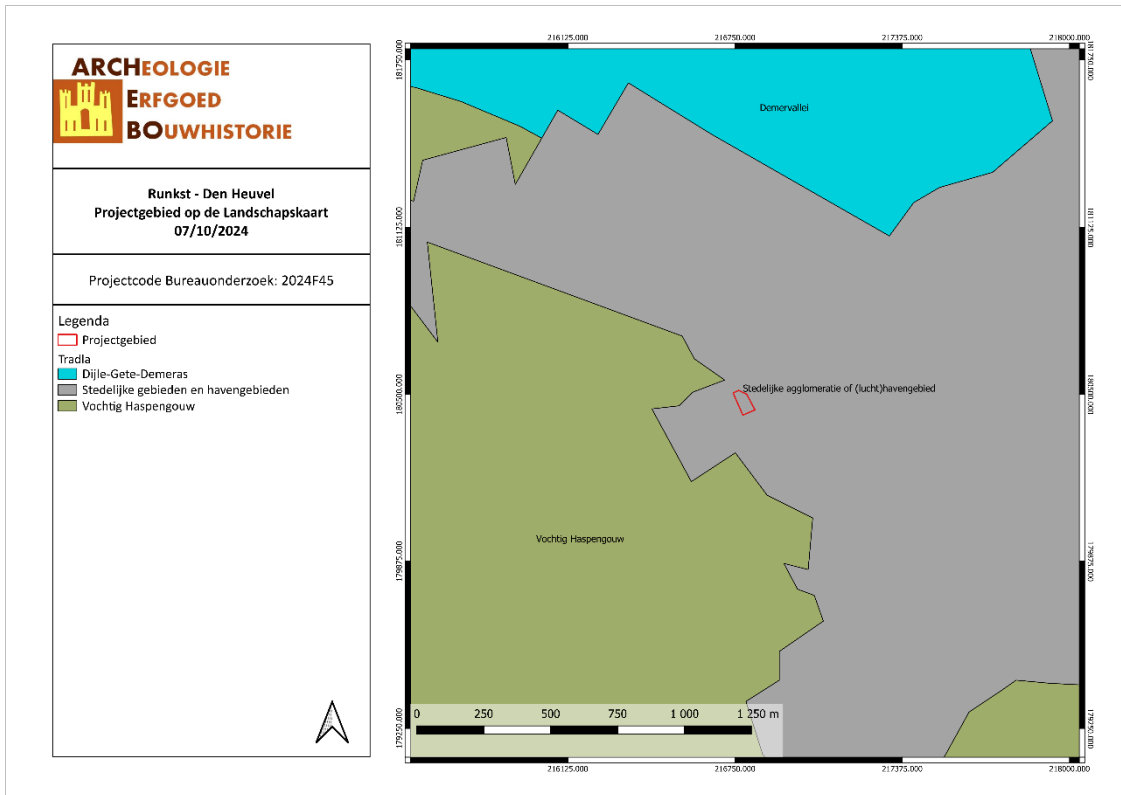 ARCHEOLOGIE
ERFGOED
BOUWHISTORIE
Runkst - Den Heuvel
Projectgebied op de Landschapskaart
07/10/2024
Projectcode Bureauonderzoek: 2024F45
Legenda
Projectgebied
Tradla
Dijle-Gete-Demeras
Stedelijke gebieden en havengebieden
Vochtig Haspengouw
216125.000 216750.000 217375.000 218000.000
181750.000 181750.000
Demervallei
181125.000 181125.000
Stedelijke agglomeratie of (lucht)havengebied
180500.000 180500.000
Vochtig Haspengouw
179875.000 179875.000
0 250 500 750 1 000 1 250 m
179250.000 179250.000
216125.000 216750.000 217375.000 218000.000